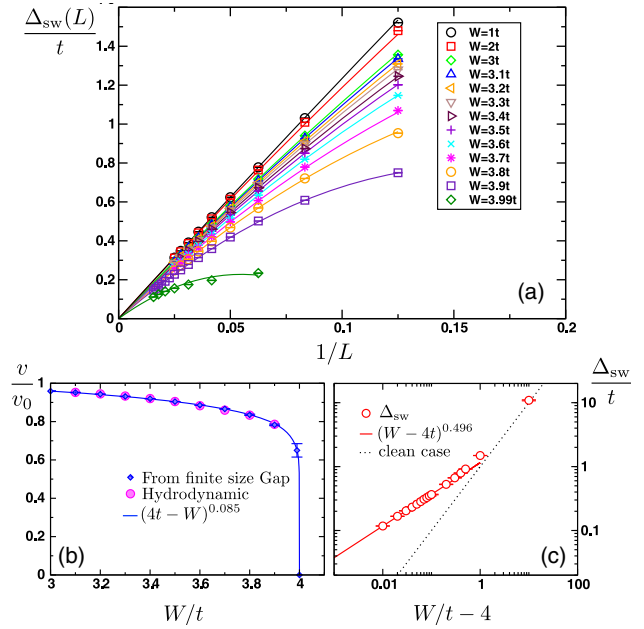 Δsw(L)
t
1.4
1.2
1
0.8
0.6
0.4
0.2
0
0
0.05
0.1
0.15
0.2
1/L
(a)
W=1t
W=2t
W=3t
W=3.1t
W=3.2t
W=3.3t
W=3.4t
W=3.5t
W=3.6t
W=3.7t
W=3.8t
W=3.9t
W=3.99t
v
v0
1
0.8
0.6
0.4
0.2
0
3
3.2
3.4
3.6
3.8
4
W/t
From finite size Gap
Hydrodynamic
(4t − W)^0.085
(b)
Δsw
t
10
1
0.1
0.01
0.1
1
10
100
W/t − 4
Δsw
(W − 4t)^0.496
clean case
(c)